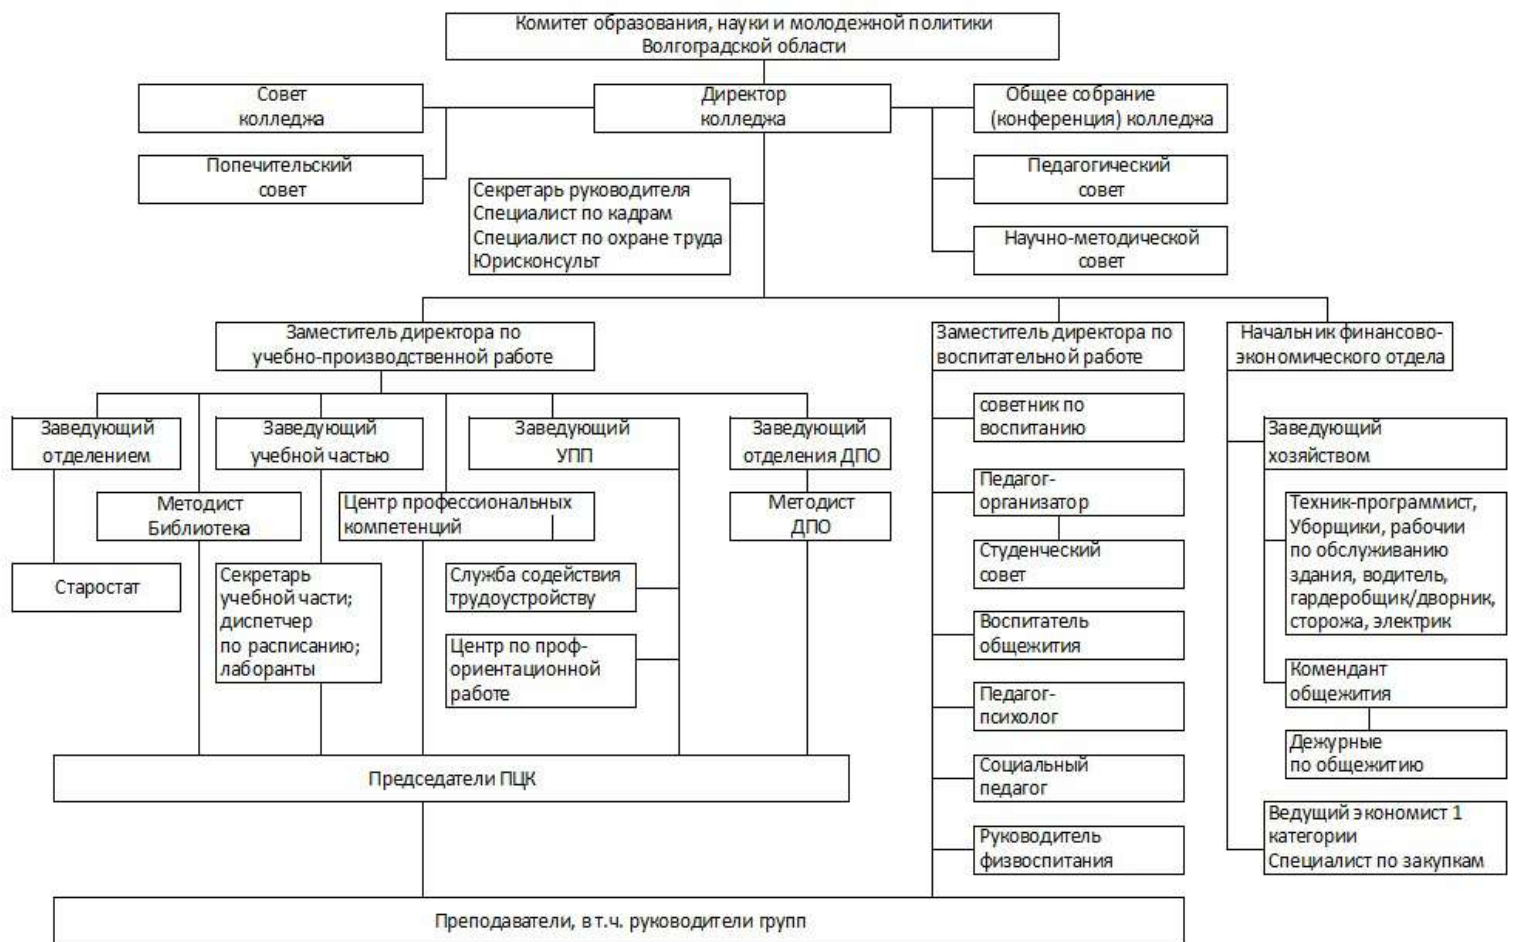 Комитет образования, науки и молодежной политики
Волгоградской области
Совет
колледжа
Директор
колледжа
Общее собрание
(конференция) колледжа
Попечительский
совет
Педагогический
совет
Секретарь руководителя
Специалист по кадрам
Специалист по охране труда
Юрисконсульт
Научно-методической
совет
Заместитель директора по
учебно-производственной работе
Заместитель директора по
воспитательной работе
Начальник финансово-
экономического отдела
Заведующий
отделением
Заведующий
учебной частью
Заведующий
УПП
Заведующий
отделения ДПО
советник по
воспитанию
Заведующий
хозяйством
Методист
Библиотека
Центр профессиональных
компетенций
Методист
ДПО
Педагог-
организатор
Техник-программист,
Уборщики, рабочии
по обслуживанию
здания, водитель,
гардеробщик/дворник,
сторожа, электрик
Старостат
Секретарь
учебной части;
диспетчер
по расписанию;
лаборанты
Служба содействия
трудоустройству
Студенческий
совет
Центр по проф-
ориентационной
работе
Воспитатель
общежития
Комендант
общежития
Педагог-
психолог
Дежурные
по общежитию
Председатели ПЦК
Социальный
педагог
Ведущий экономист 1
категории
Специалист по закупкам
Руководитель
физвоспитания
Преподаватели, в т.ч. руководители групп